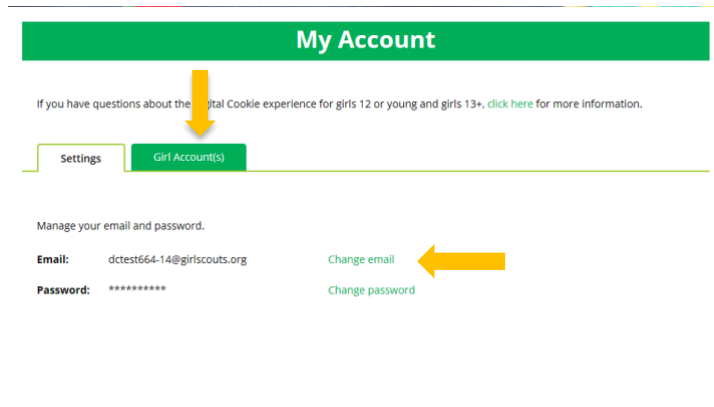 My Account
If you have questions about the ital Cookie experience for girls 12 or young and girls 13+, click here for more information.
Settings
Girl Account(s)
Manage your email and password.
Email: dctest664-14@girlscouts.org Change email
Password: ********** Change password